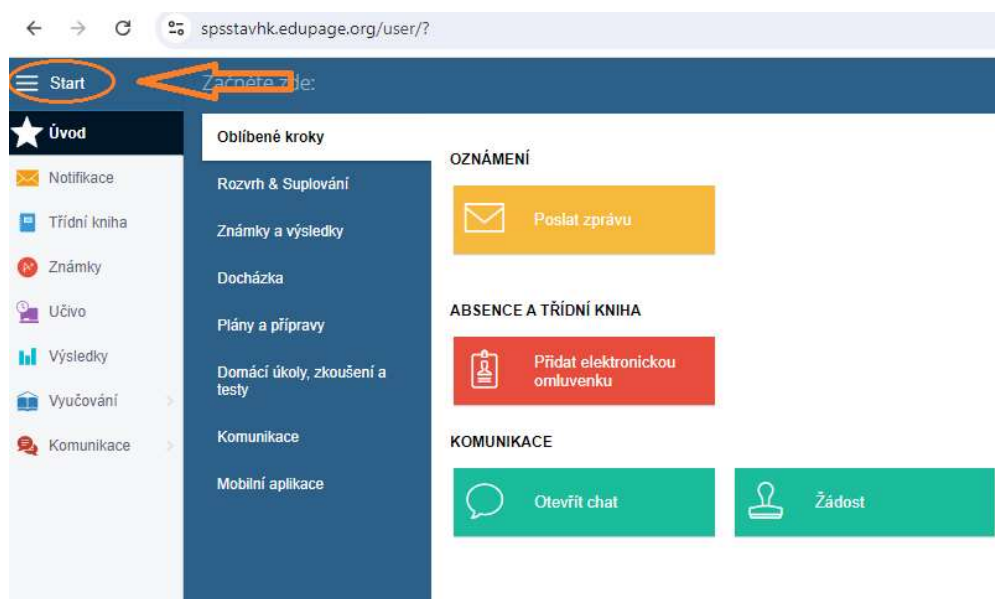 spsstavhk.edupage.org/user/?
Start
Začněte zde:
Úvod
Notifikace
Třídní kniha
Známky
Učivo
Výsledky
Vyučování
Komunikace
Oblíbené kroky
Rozvrh & Suplování
Známky a výsledky
Docházka
Plány a přípravy
Domácí úkoly, zkoušení a
testy
Komunikace
Mobilní aplikace
OZNÁMENÍ
Poslat zprávu
ABSENCE A TŘÍDNÍ KNIHA
Přidat elektronickou
omluvenku
KOMUNIKACE
Otevřít chat
Žádost